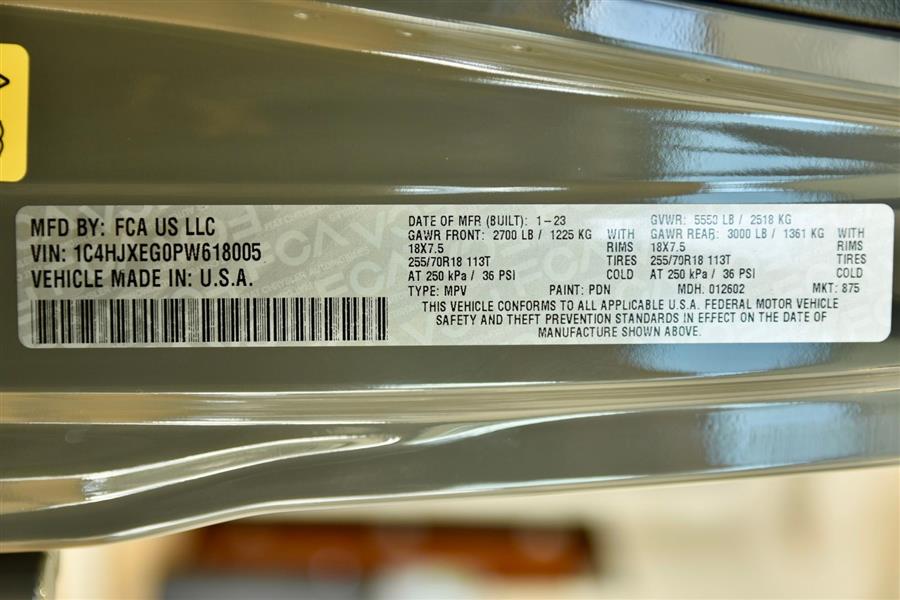 MFD BY: FCA US LLC
VIN: 1C4HJXEG0PW618005
VEHICLE MADE IN: U.S.A.
DATE OF MFR (BUILT): 1-23 GVWR: 5550 LB / 2518 KG
GAWR FRONT: 2700 LB / 1225 KG WITH GAWR REAR: 3000 LB / 1361 KG WITH
18X7.5 RIMS 18X7.5 RIMS
255/70R18 113T TIRES 255/70R18 113T TIRES
AT 250 kPa / 36 PSI COLD AT 250 kPa / 36 PSI COLD
TYPE: MPV PAINT: PDN MDH: 012602 MKT: 875
THIS VEHICLE CONFORMS TO ALL APPLICABLE U.S.A. FEDERAL MOTOR VEHICLE
SAFETY AND THEFT PREVENTION STANDARDS IN EFFECT ON THE DATE OF
MANUFACTURE SHOWN ABOVE.